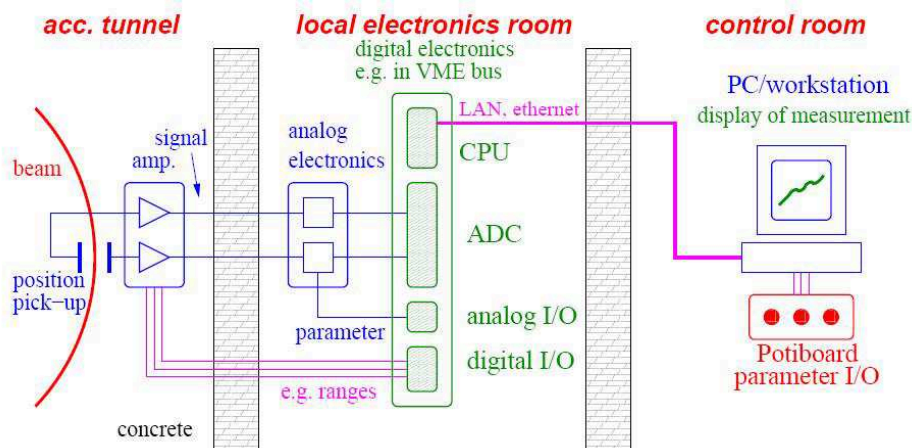 acc. tunnel
local electronics room
control room
digital electronics
e.g. in VME bus
PC/workstation
display of measurement
LAN, ethernet
signal
amp.
analog
electronics
CPU
beam
ADC
position
pick-up
parameter
analog I/O
digital I/O
e.g. ranges
Potiboard
parameter I/O
concrete